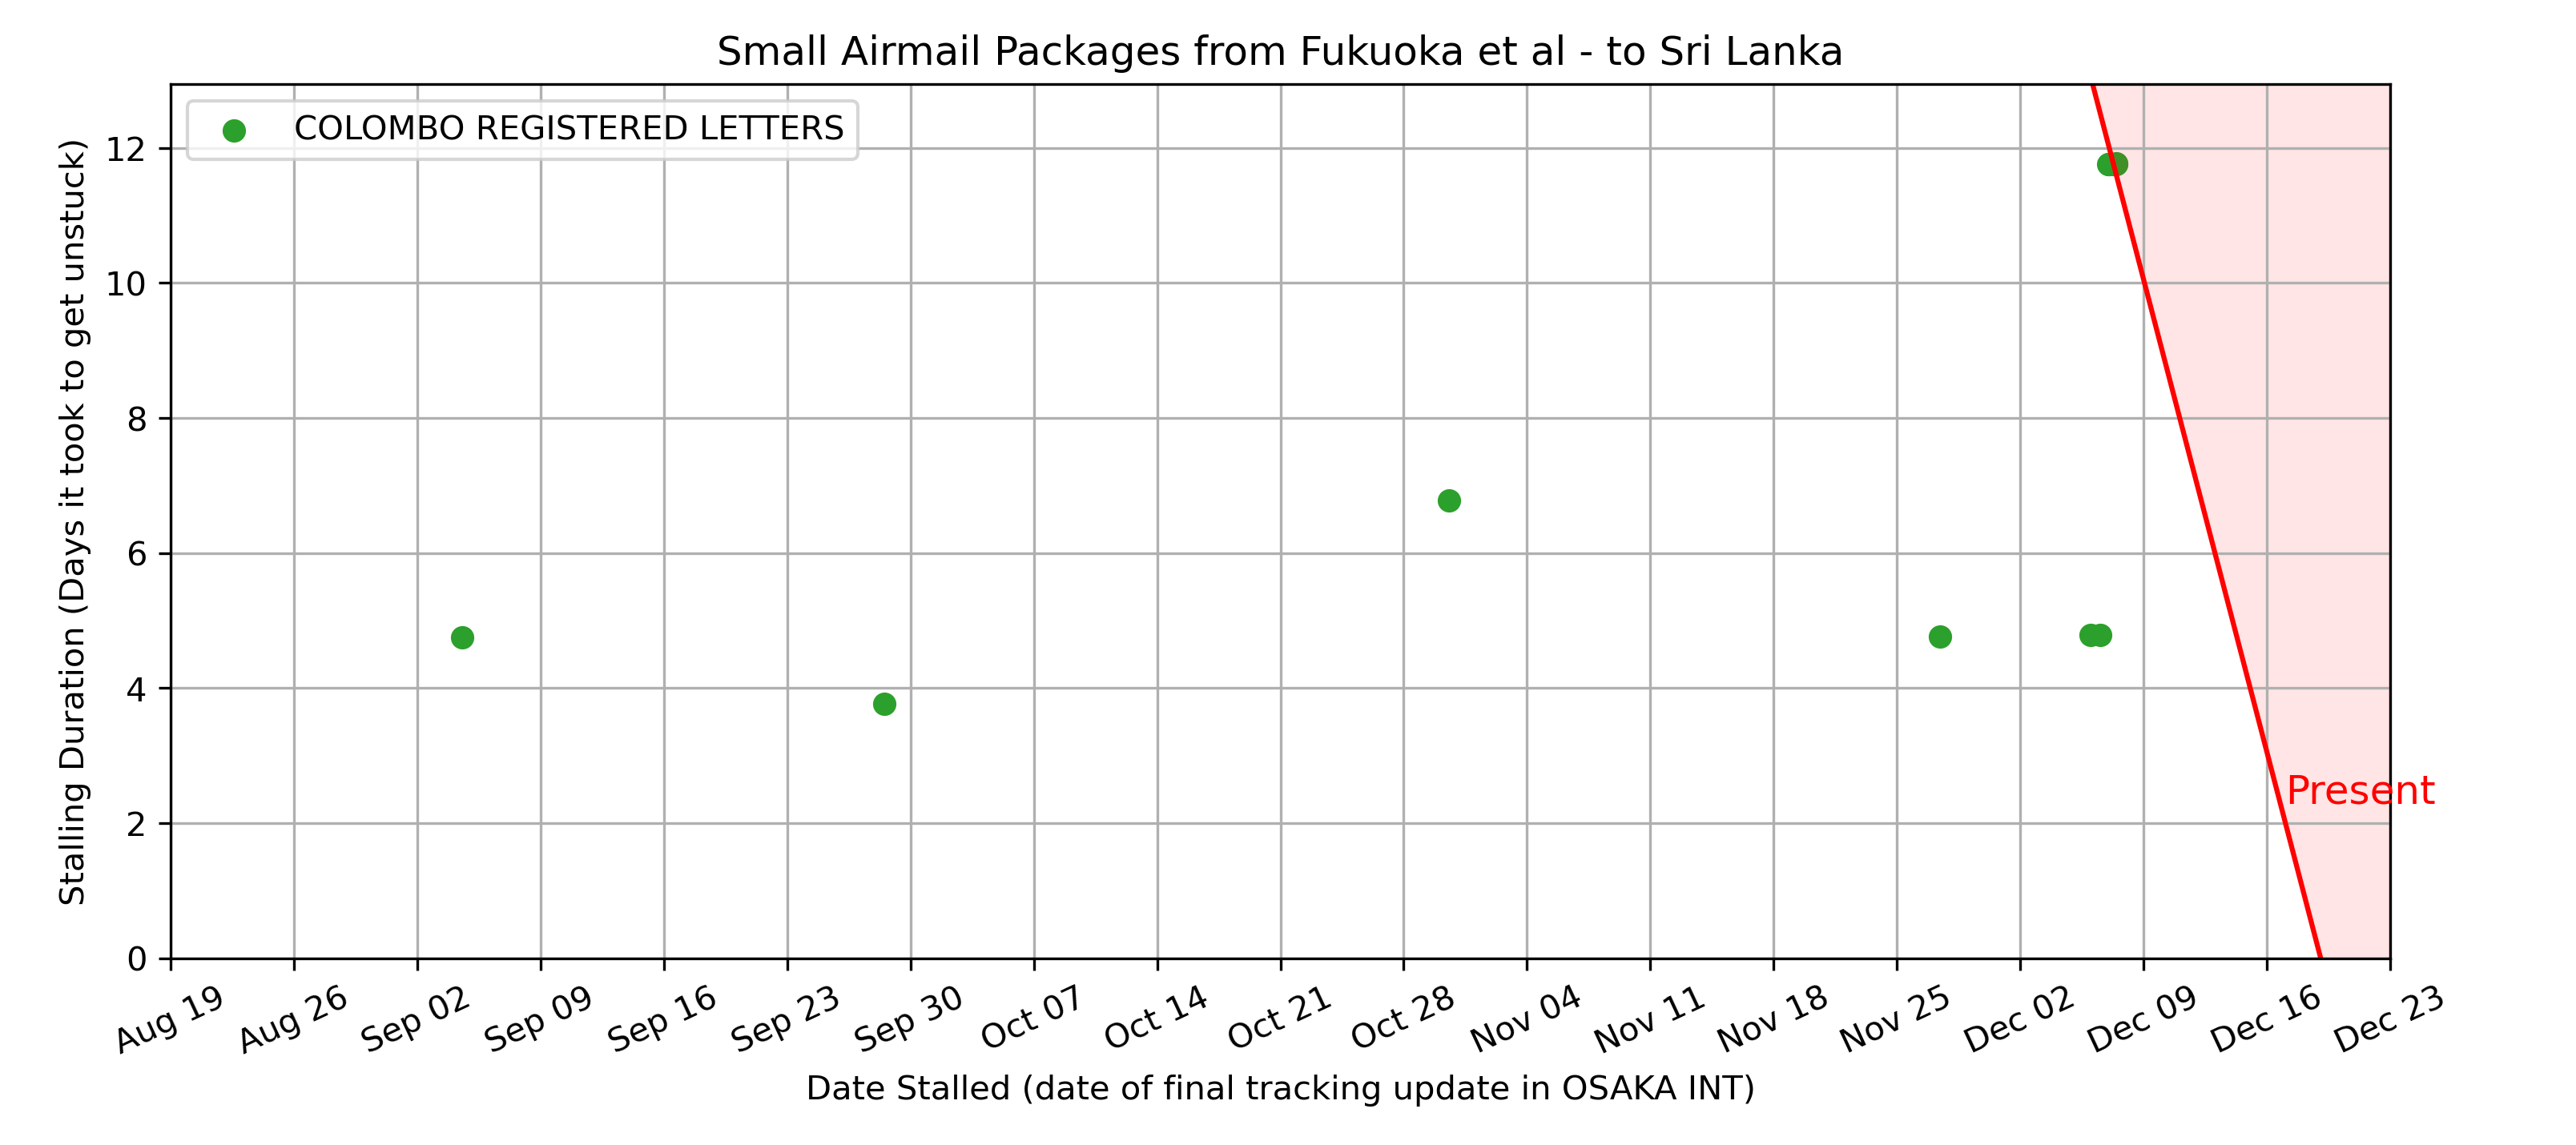 Small Airmail Packages from Fukuoka et al - to Sri Lanka
COLOMBO REGISTERED LETTERS
Stalling Duration (Days it took to get unstuck)
12
10
8
6
4
2
0
Present
Aug 19 Aug 26 Sep 02 Sep 09 Sep 16 Sep 23 Sep 30 Oct 07 Oct 14 Oct 21 Oct 28 Nov 04 Nov 11 Nov 18 Nov 25 Dec 02 Dec 09 Dec 16 Dec 23
Date Stalled (date of final tracking update in OSAKA INT)